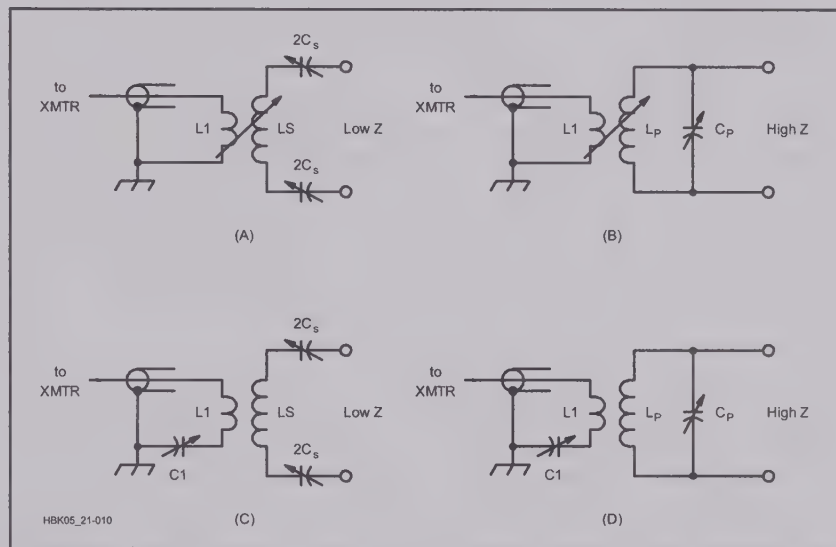 2Cs
to
XMTR
L1
LS
Low Z
2Cs
(A)
to
XMTR
L1
LP
CP
High Z
(B)
2Cs
to
XMTR
L1
LS
Low Z
C1
2Cs
(C)
to
XMTR
L1
LP
CP
High Z
C1
(D)
HBK05_21-010